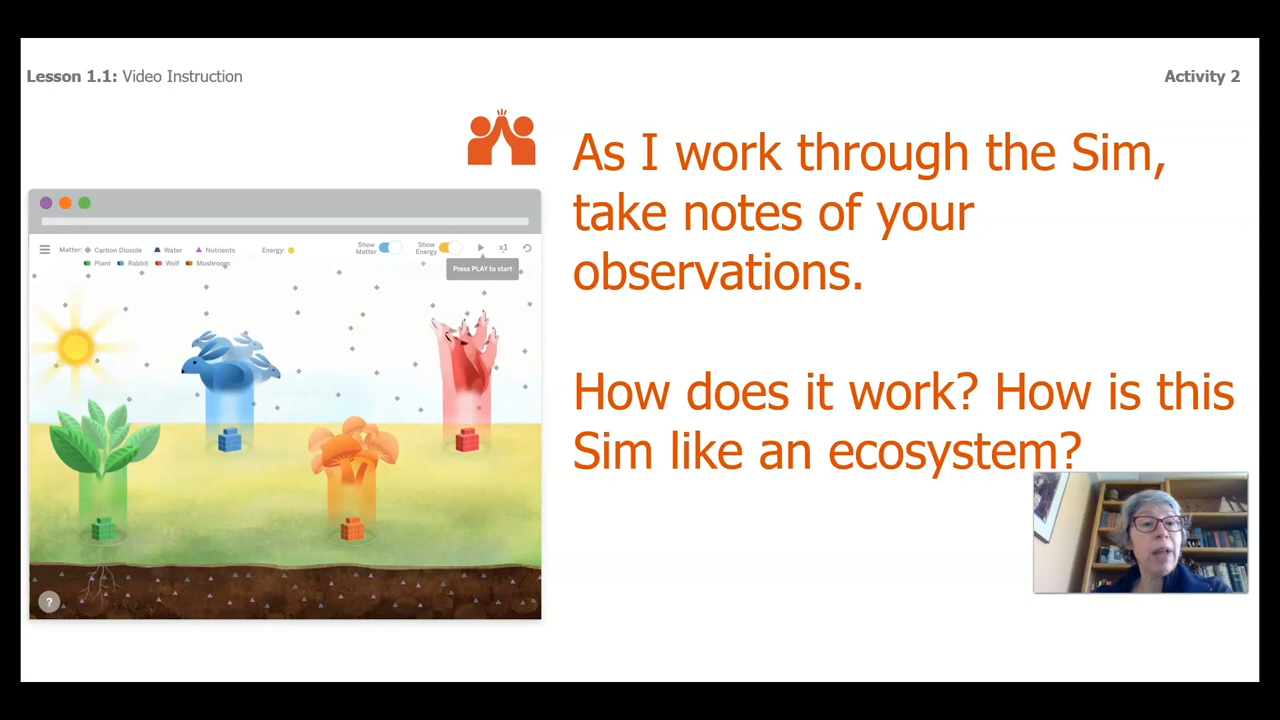 Lesson 1.1: Video Instruction
Activity 2
As I work through the Sim,
take notes of your
observations.
How does it work? How is this
Sim like an ecosystem?
Matter: Carbon Dioxide Water Nutrients Energy:
Plant Rabbit Wolf Mushroom
Show
Matter
Show
Energy
x1
Press PLAY to start
?